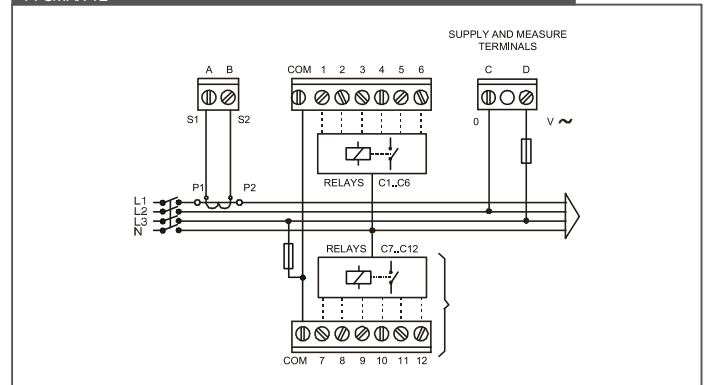 SUPPLY AND MEASURE
TERMINALS
A B
COM 1 2 3 4 5 6
C D
S1 S2
0 V ~
RELAYS C1..C6
P1 P2
L1
L2
L3
N
RELAYS C7..C12
COM 7 8 9 10 11 12